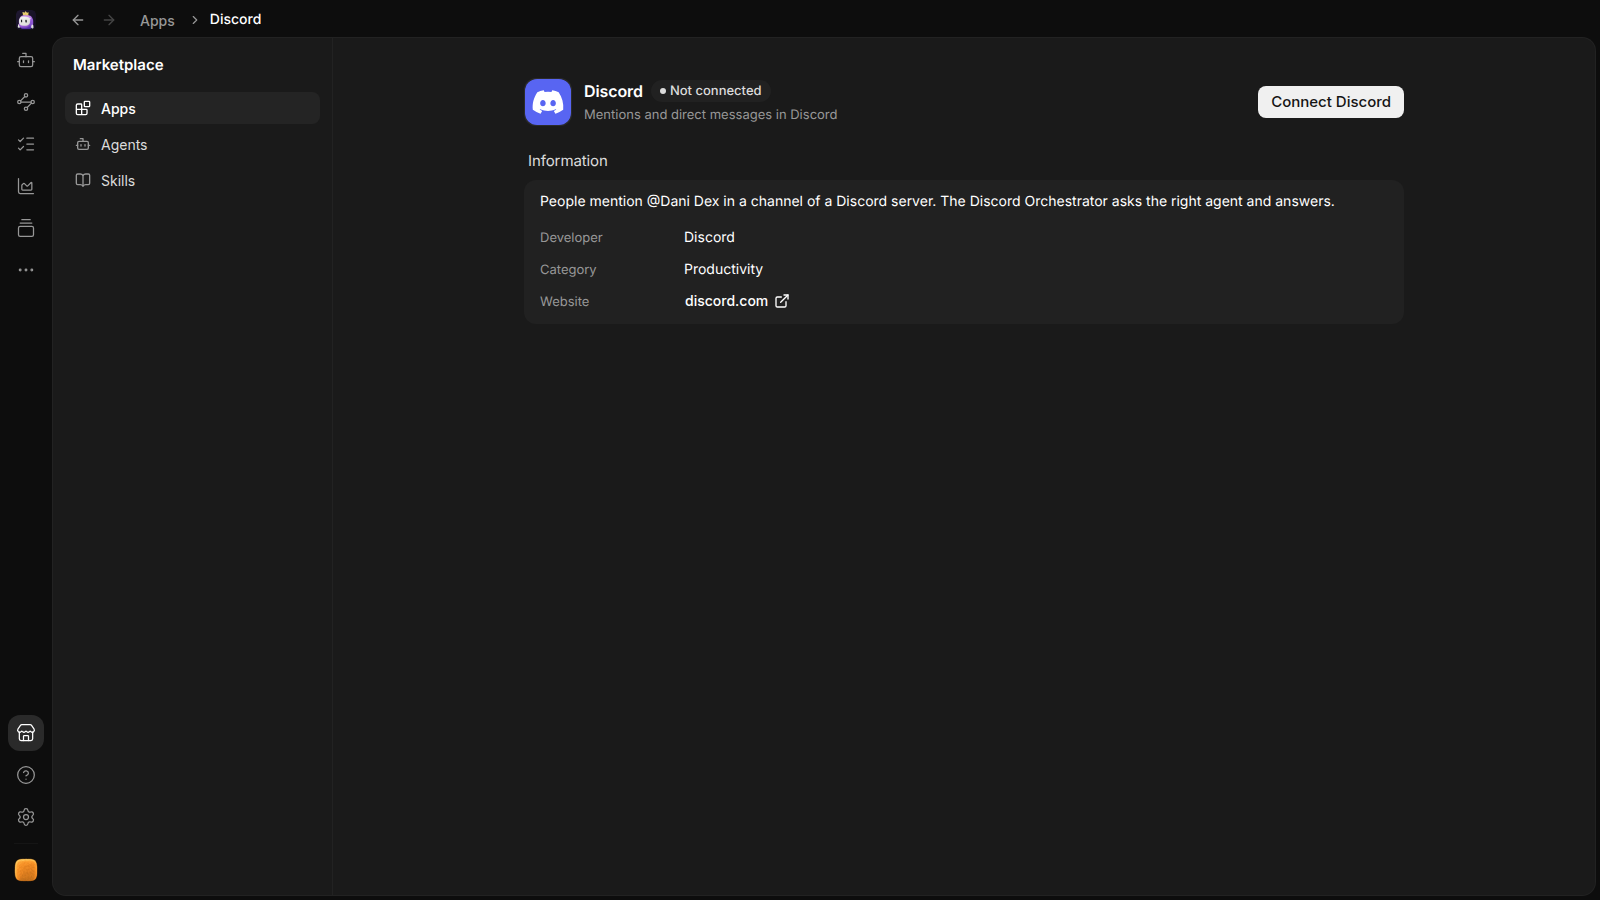 Apps > Discord
Marketplace
Apps
Agents
Skills
Discord
Not connected
Mentions and direct messages in Discord
Connect Discord
Information
People mention @Dani Dex in a channel of a Discord server. The Discord Orchestrator asks the right agent and answers.
Developer Discord
Category Productivity
Website discord.com